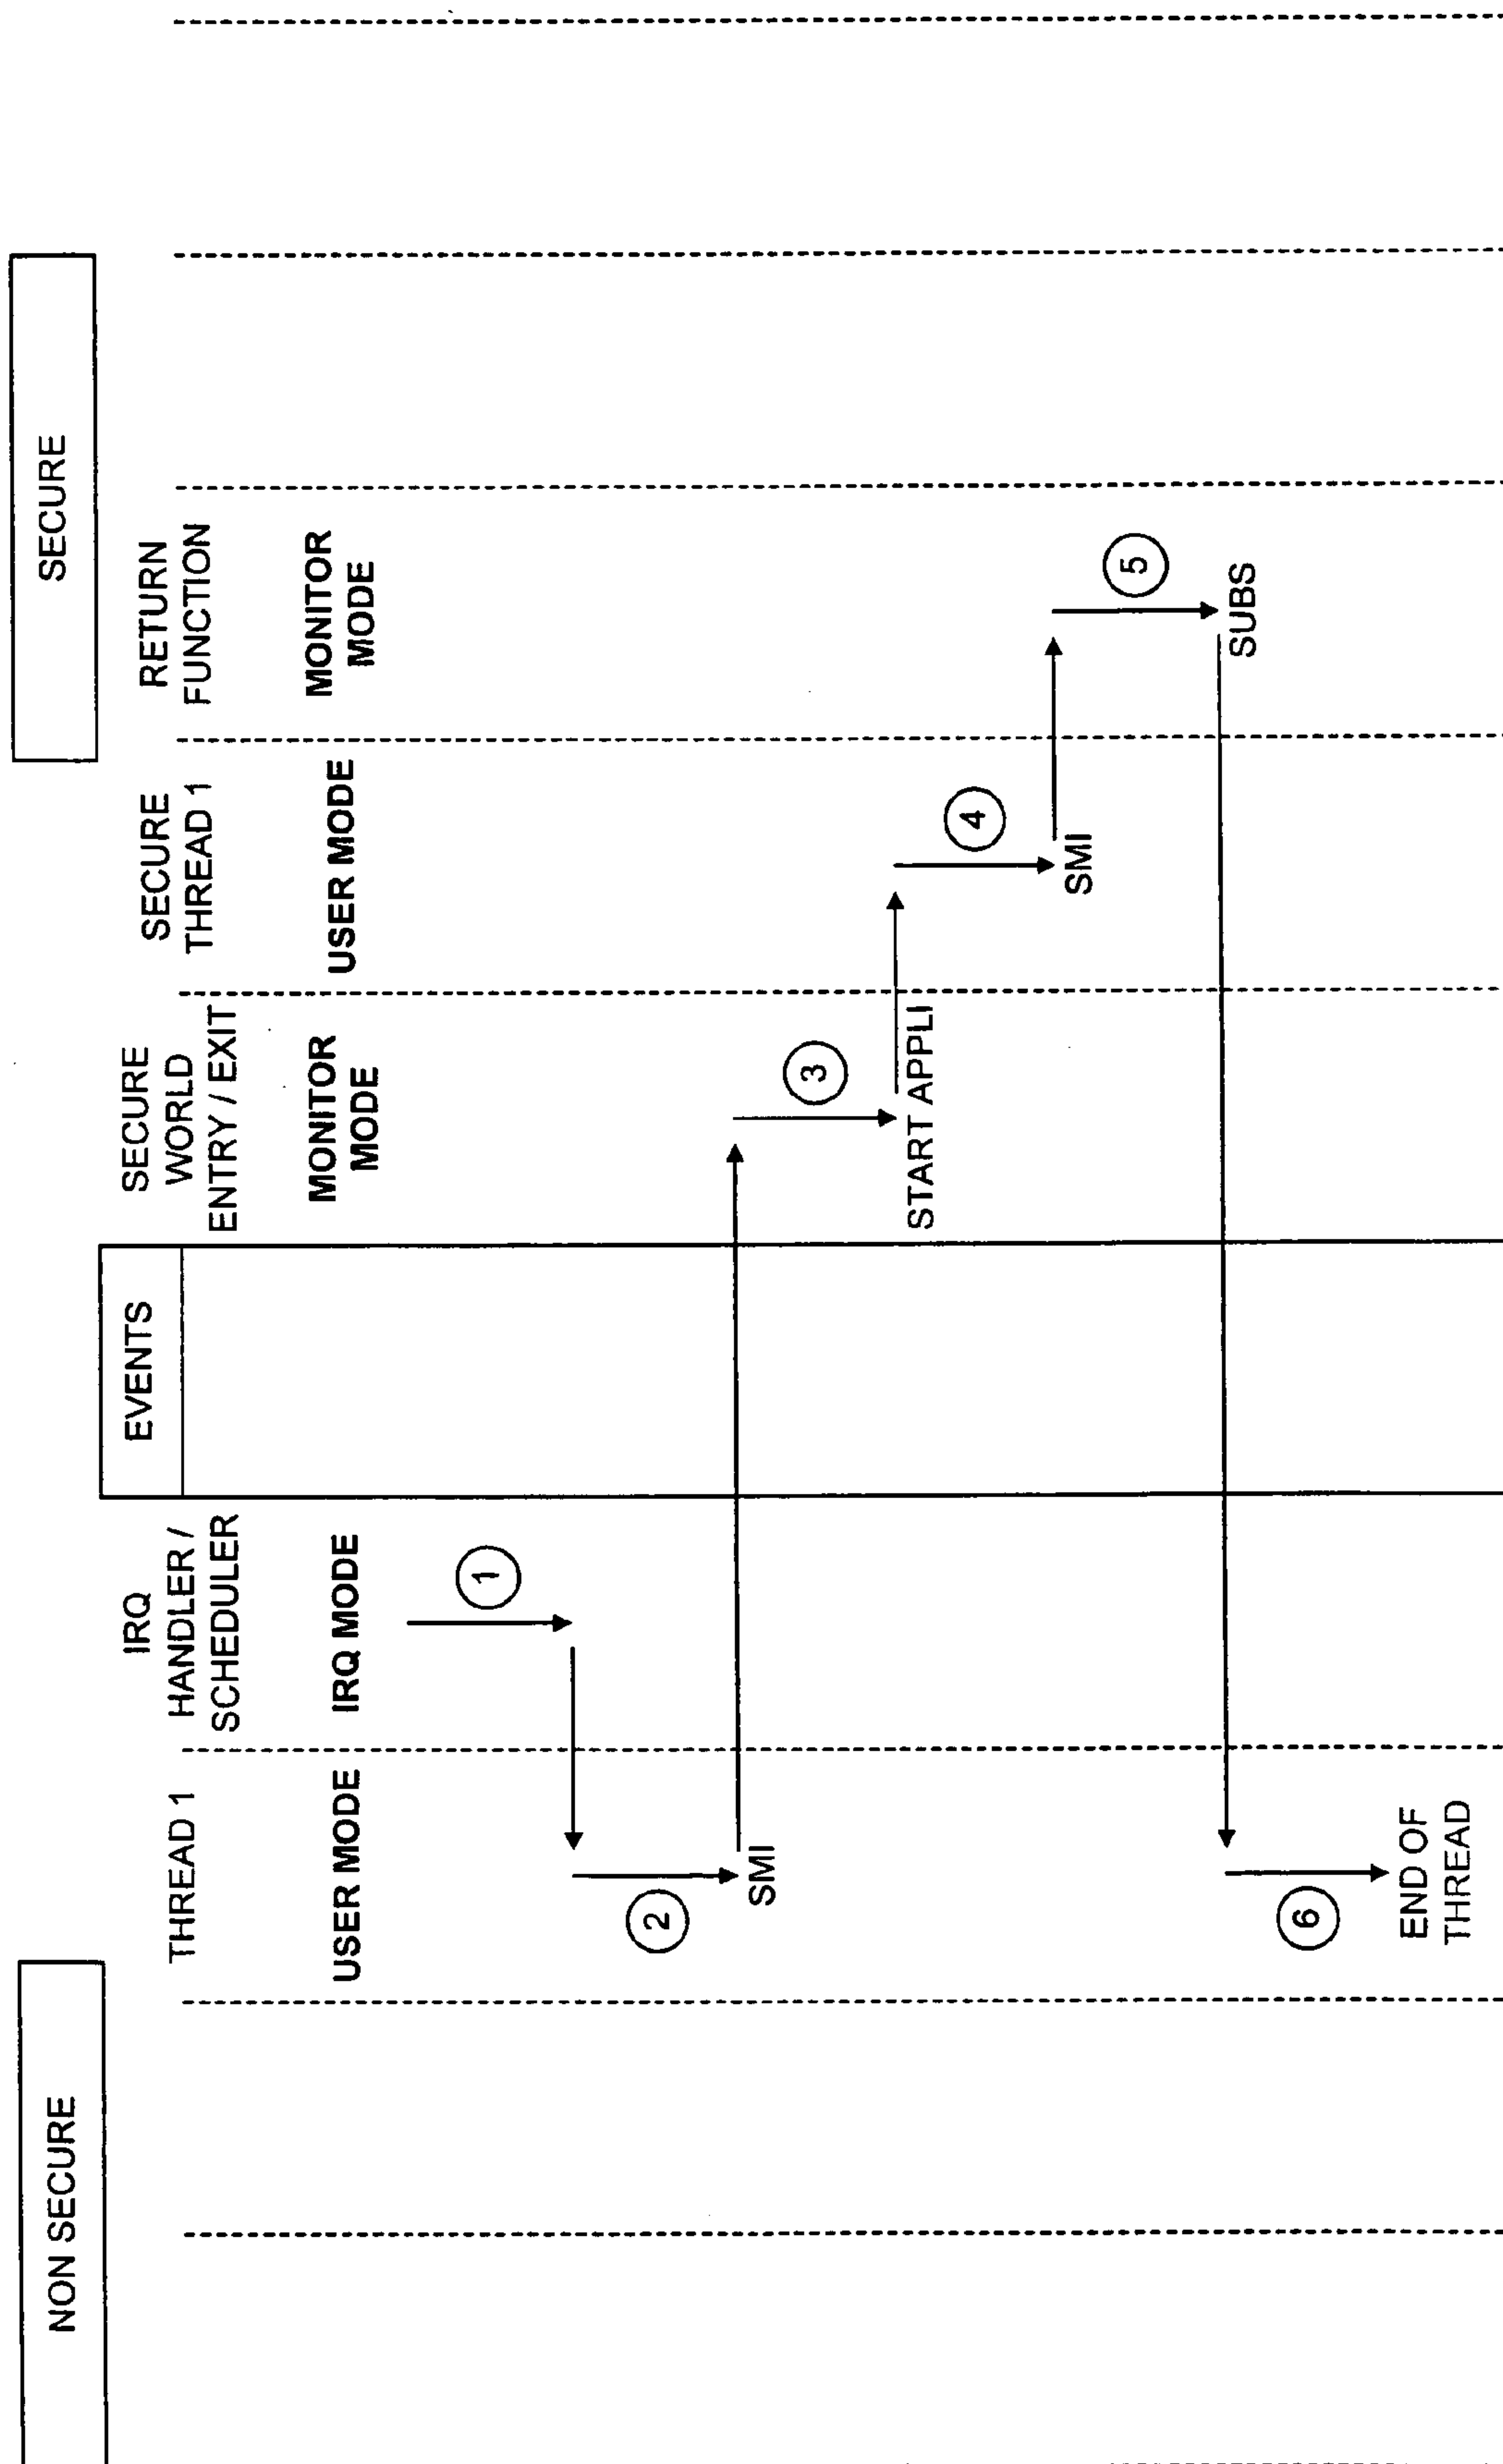 NON SECURE
SECURE
EVENTS
THREAD 1
IRQ
HANDLER /
SCHEDULER
SECURE
WORLD
ENTRY / EXIT
SECURE
THREAD 1
RETURN
FUNCTION
USER MODE
IRQ MODE
MONITOR
MODE
USER MODE
MONITOR
MODE
1
2
SMI
3
START APPLI
4
SMI
5
SUBS
6
END OF
THREAD